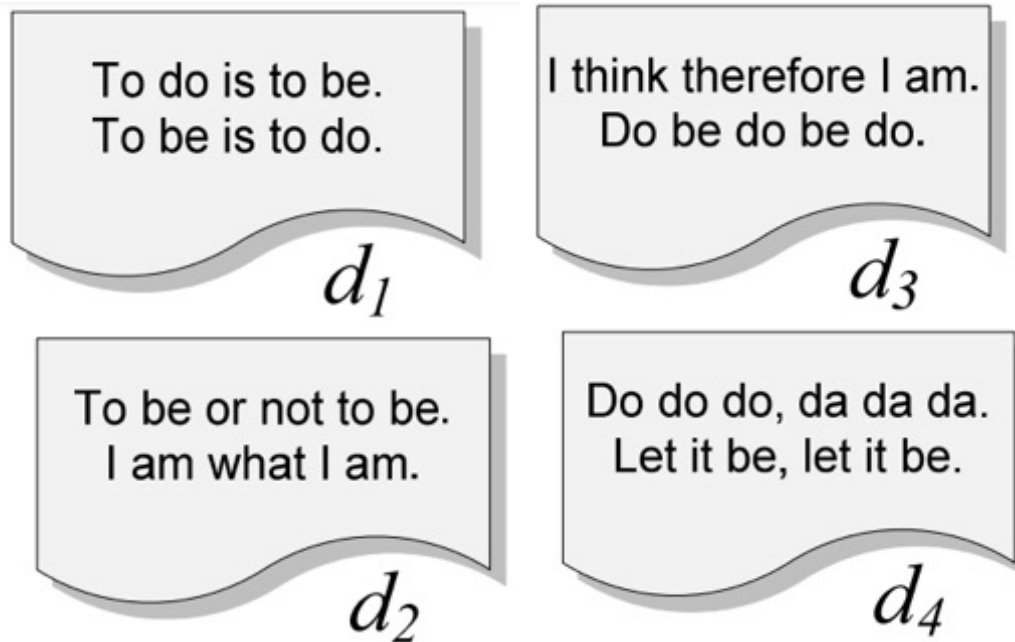 To do is to be.
To be is to do.
d1
To be or not to be.
I am what I am.
d2
I think therefore I am.
Do be do be do.
d3
Do do do, da da da.
Let it be, let it be.
d4